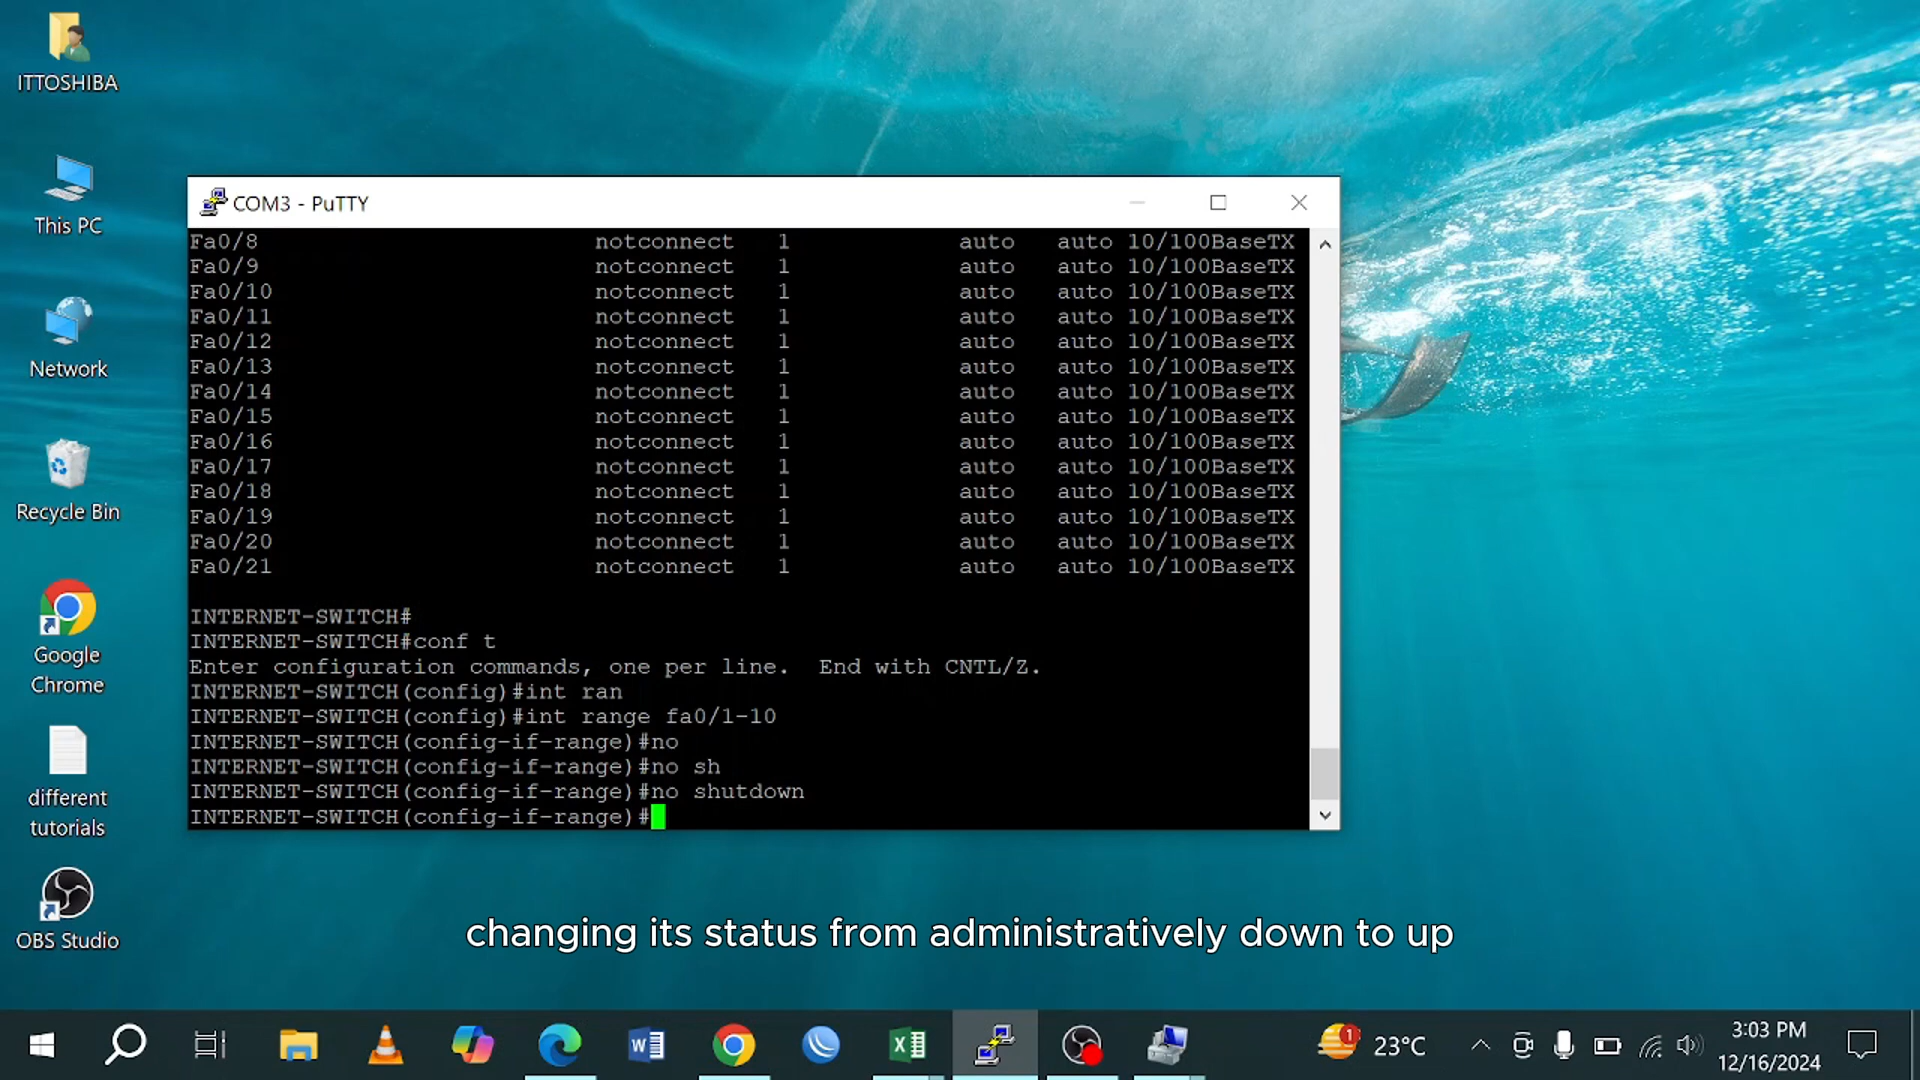 ITTOSHIBA
This PC
Network
Recycle Bin
Google
Chrome
different
tutorials
OBS Studio
COM3 - PuTTY
Fa0/8 notconnect 1 auto auto 10/100BaseTX
Fa0/9 notconnect 1 auto auto 10/100BaseTX
Fa0/10 notconnect 1 auto auto 10/100BaseTX
Fa0/11 notconnect 1 auto auto 10/100BaseTX
Fa0/12 notconnect 1 auto auto 10/100BaseTX
Fa0/13 notconnect 1 auto auto 10/100BaseTX
Fa0/14 notconnect 1 auto auto 10/100BaseTX
Fa0/15 notconnect 1 auto auto 10/100BaseTX
Fa0/16 notconnect 1 auto auto 10/100BaseTX
Fa0/17 notconnect 1 auto auto 10/100BaseTX
Fa0/18 notconnect 1 auto auto 10/100BaseTX
Fa0/19 notconnect 1 auto auto 10/100BaseTX
Fa0/20 notconnect 1 auto auto 10/100BaseTX
Fa0/21 notconnect 1 auto auto 10/100BaseTX
INTERNET-SWITCH#
INTERNET-SWITCH#conf t
Enter configuration commands, one per line.  End with CNTL/Z.
INTERNET-SWITCH(config)#int ran
INTERNET-SWITCH(config)#int range fa0/1-10
INTERNET-SWITCH(config-if-range)#no
INTERNET-SWITCH(config-if-range)#no sh
INTERNET-SWITCH(config-if-range)#no shutdown
INTERNET-SWITCH(config-if-range)#
changing its status from administratively down to up
1
23°C
3:03 PM
12/16/2024